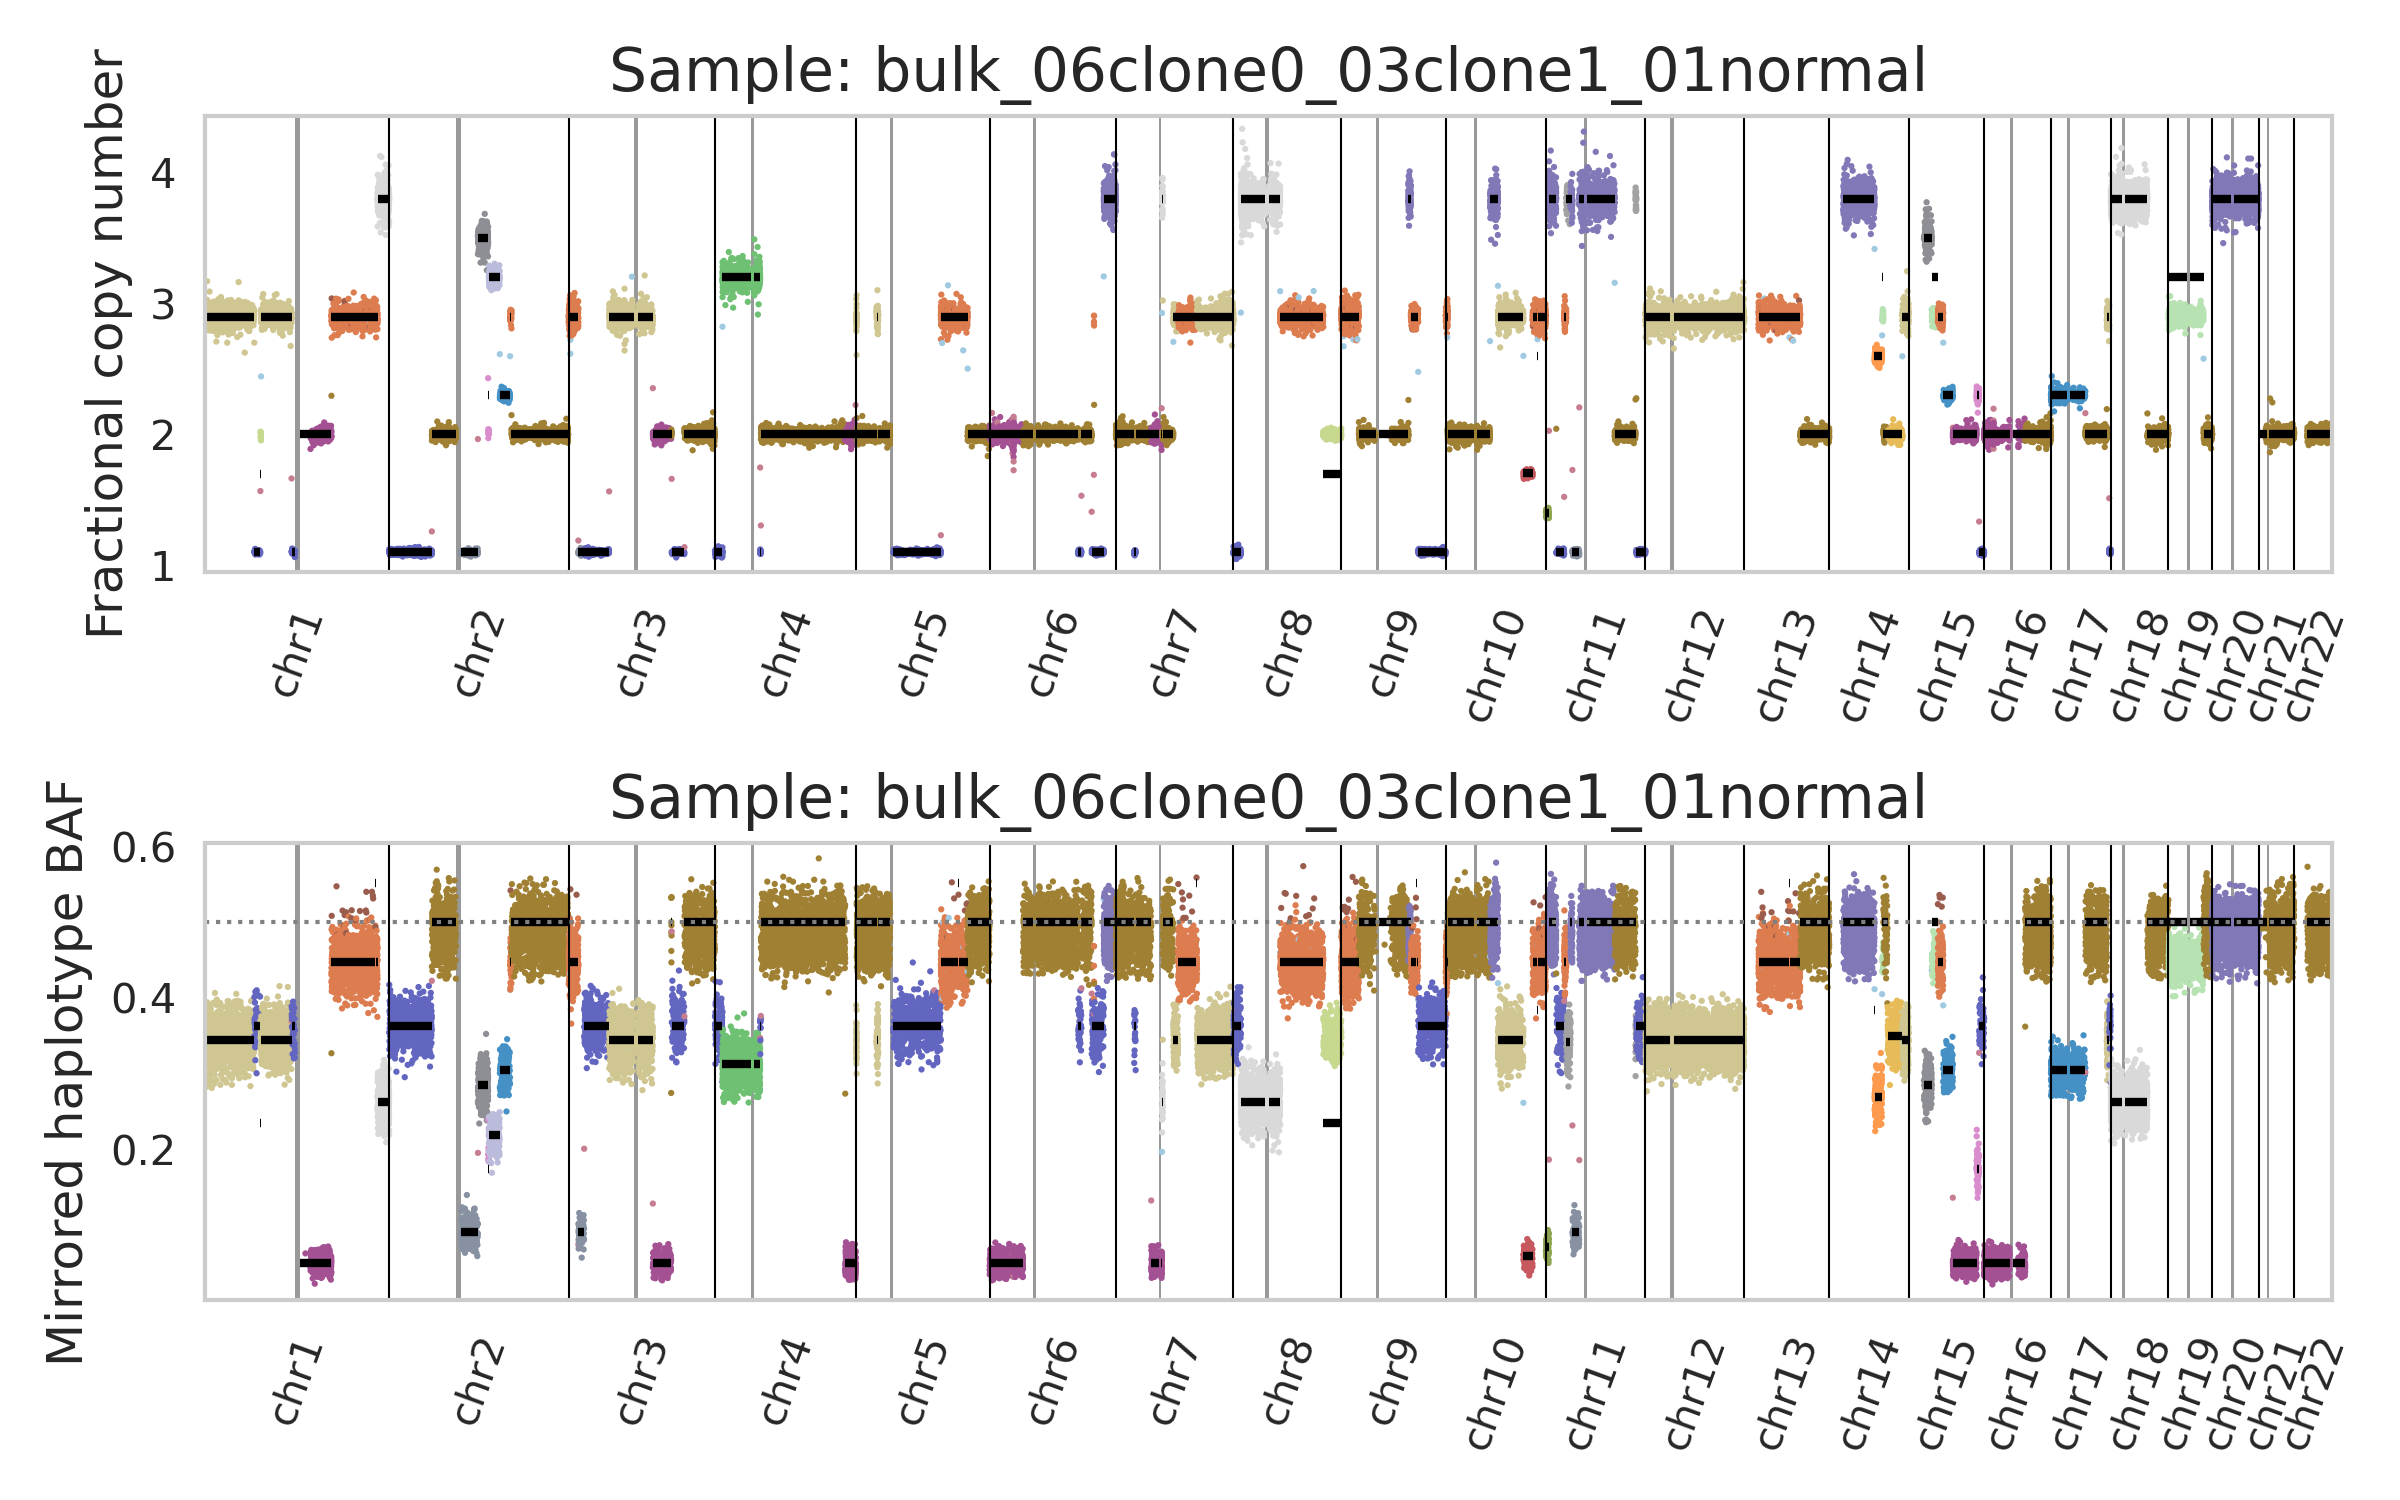 Sample: bulk_06clone0_03clone1_01normal
Fractional copy number
4
3
2
1
chr1 chr2 chr3 chr4 chr5 chr6 chr7 chr8 chr9 chr10 chr11 chr12 chr13 chr14 chr15 chr16 chr17 chr18 chr19 chr20 chr21 chr22
Sample: bulk_06clone0_03clone1_01normal
Mirrored haplotype BAF
0.6
0.4
0.2
chr1 chr2 chr3 chr4 chr5 chr6 chr7 chr8 chr9 chr10 chr11 chr12 chr13 chr14 chr15 chr16 chr17 chr18 chr19 chr20 chr21 chr22